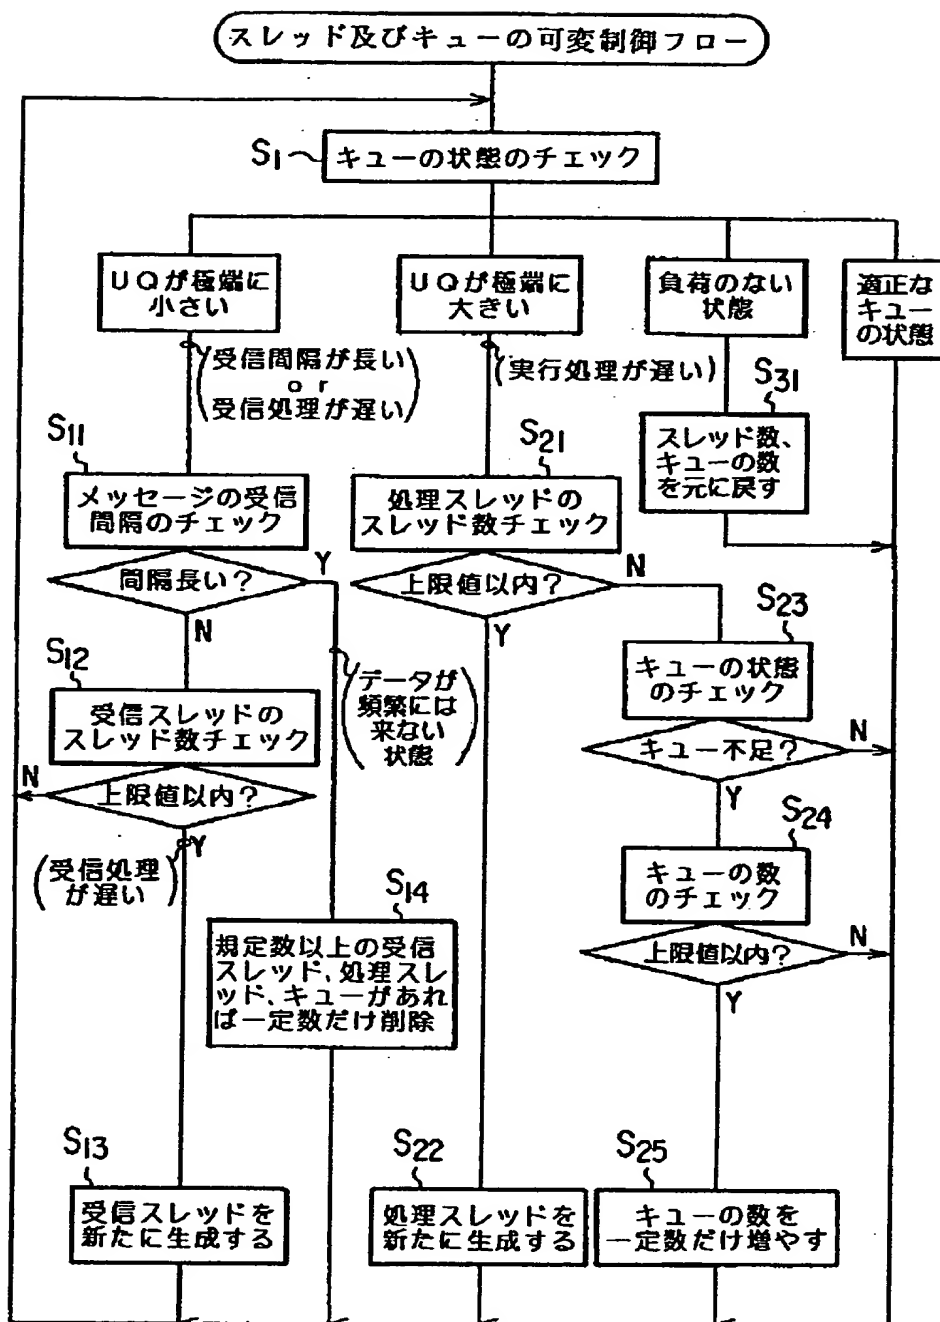 スレッド及びキューの可変制御フロー
S1
キューの状態のチェック
UQが極端に
小さい
UQが極端に
大きい
負荷のない
状態
適正な
キュー
の状態
(受信間隔が長い
or
受信処理が遅い)
(実行処理が遅い)
S31
スレッド数、
キューの数
を元に戻す
S11
メッセージの受信
間隔のチェック
間隔長い?
Y
N
S21
処理スレッドの
スレッド数チェック
上限値以内?
N
Y
S12
受信スレッドの
スレッド数チェック
上限値以内?
N
Y
(受信処理
が遅い)
(データが
頻繁には
来ない
状態)
S23
キューの状態
のチェック
キュー不足?
N
Y
S24
キューの数
のチェック
上限値以内?
N
Y
S14
規定数以上の受信
スレッド、処理スレ
ッド、キューがあれ
ば一定数だけ削除
S13
受信スレッドを
新たに生成する
S22
処理スレッドを
新たに生成する
S25
キューの数を
一定数だけ増やす